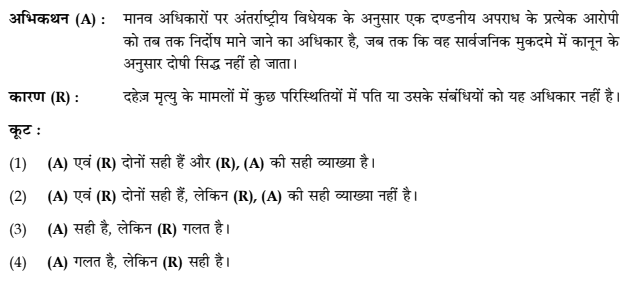 अभिकथन (A) : मानव अधिकारों पर अंतर्राष्ट्रीय विधेयक के अनुसार एक दण्डनीय अपराध के प्रत्येक आरोपी
को तब तक निर्दोष माने जाने का अधिकार है, जब तक कि वह सार्वजनिक मुकदमे में कानून के
अनुसार दोषी सिद्ध नहीं हो जाता।
कारण (R) : दहेज़ मृत्यु के मामलों में कुछ परिस्थितियों में पति या उसके संबंधियों को यह अधिकार नहीं है।
कूट :
(1) (A) एवं (R) दोनों सही हैं और (R), (A) की सही व्याख्या है।
(2) (A) एवं (R) दोनों सही हैं, लेकिन (R), (A) की सही व्याख्या नहीं है।
(3) (A) सही है, लेकिन (R) गलत है।
(4) (A) गलत है, लेकिन (R) सही है।